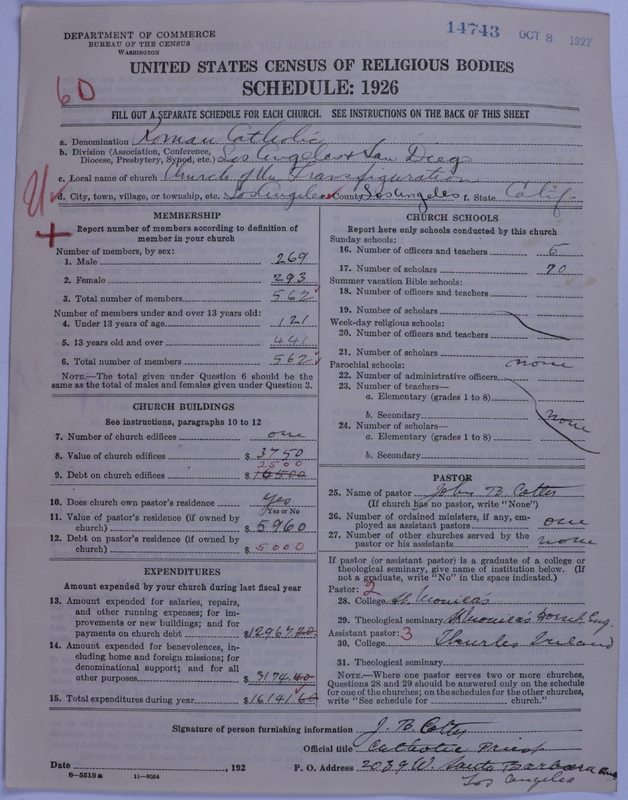 14743 OCT 8 1927
DEPARTMENT OF COMMERCE
BUREAU OF THE CENSUS
WASHINGTON
UNITED STATES CENSUS OF RELIGIOUS BODIES
SCHEDULE: 1926
60
FILL OUT A SEPARATE SCHEDULE FOR EACH CHURCH. SEE INSTRUCTIONS ON THE BACK OF THIS SHEET
a. Denomination Roman Catholic
b. Division (Association, Conference, Diocese, Presbytery, Synod, etc.) Los Angeles & San Diego
c. Local name of church Church of the Transfiguration
d. City, town, village, or township, etc. Los Angeles County Los Angeles f. State Calif
MEMBERSHIP
Report number of members according to definition of
member in your church
Number of members, by sex:
1. Male 269
2. Female 293
3. Total number of members 562
Number of members under and over 13 years old:
4. Under 13 years of age 121
5. 13 years old and over 441
6. Total number of members 562
NOTE.—The total given under Question 6 should be the
same as the total of males and females given under Question 3.
CHURCH BUILDINGS
See instructions, paragraphs 10 to 12
7. Number of church edifices one
8. Value of church edifices $ 3750
2500
9. Debt on church edifices $
10. Does church own pastor's residence Yes
Yes or No
11. Value of pastor's residence (if owned by
church) $ 5960
12. Debt on pastor's residence (if owned by
church) $ 5000
EXPENDITURES
Amount expended by your church during last fiscal year
13. Amount expended for salaries, repairs,
and other running expenses; for im-
provements or new buildings; and for
payments on church debt $ 12967.20
14. Amount expended for benevolences, in-
cluding home and foreign missions; for
denominational support; and for all
other purposes $ 3174.40
15. Total expenditures during year $ 16141.60
CHURCH SCHOOLS
Report here only schools conducted by this church
Sunday schools:
16. Number of officers and teachers 5
17. Number of scholars 70
Summer vacation Bible schools:
18. Number of officers and teachers
19. Number of scholars
Week-day religious schools:
20. Number of officers and teachers
21. Number of scholars
Parochial schools: none
22. Number of administrative officers
23. Number of teachers—
a. Elementary (grades 1 to 8)
b. Secondary none
24. Number of scholars—
a. Elementary (grades 1 to 8)
b. Secondary
PASTOR
25. Name of pastor John B. Cotter
(If church has no pastor, write "None")
26. Number of ordained ministers, if any, em-
ployed as assistant pastors one
27. Number of other churches served by the
pastor or his assistants none
If pastor (or assistant pastor) is a graduate of a college or
theological seminary, give name of institution below. (If
not a graduate, write "No" in the space indicated.)
Pastor: 2
28. College St Monica's
29. Theological seminary St Monica's Eng.
Assistant pastor: 3
30. College Thurles Ireland
31. Theological seminary
NOTE.—Where one pastor serves two or more churches,
Questions 28 and 29 should be answered only on the schedule
for one of the churches; on the schedules for the other churches,
write "See schedule for church."
Signature of person furnishing information J. B. Cotter
Official title Catholic Priest
Date , 192 P. O. Address 2039 W. Santa Barbara Ave
8—5518 a 11—9054 Los Angeles